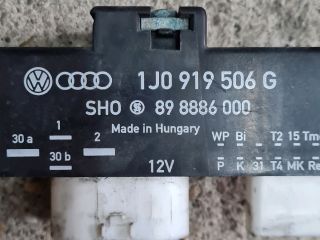 1J0 919 506 G
SHO S 89 8886 000
Made in Hungary
30 a 1 2 WP Bi T2 15 Tm
30 b 12V P K 31 T4 MK Re